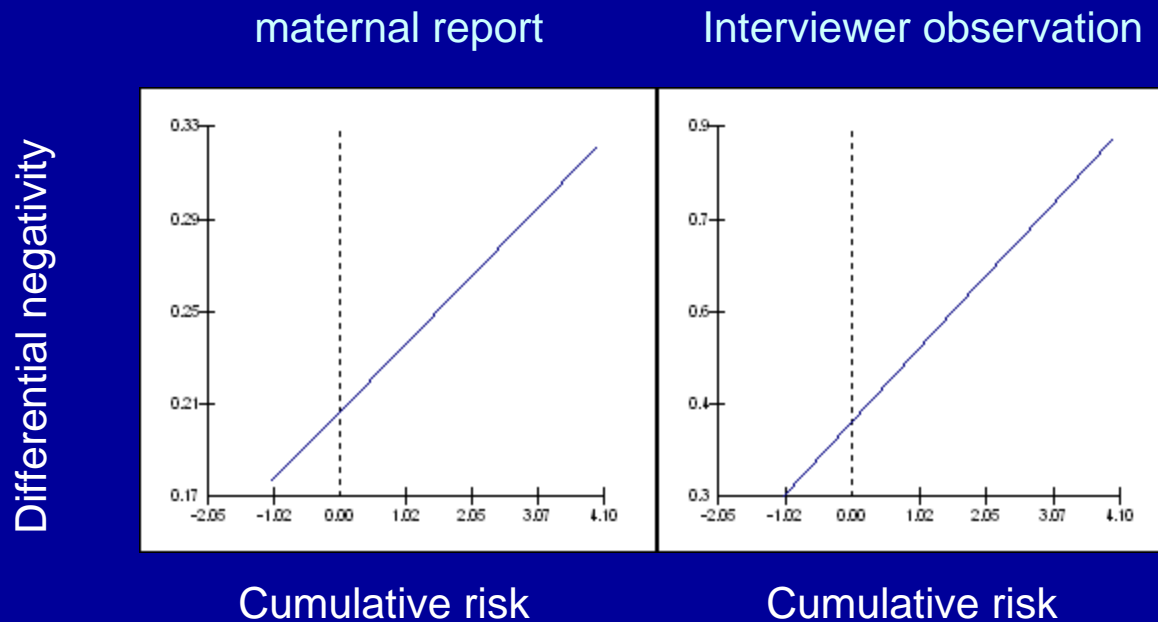 maternal report
Interviewer observation
Differential negativity
0.33
0.29
0.25
0.21
0.17
-2.05 -1.02 0.00 1.02 2.05 3.07 4.10
0.9
0.7
0.6
0.4
0.3
-2.05 -1.02 0.00 1.02 2.05 3.07 4.10
Cumulative risk
Cumulative risk